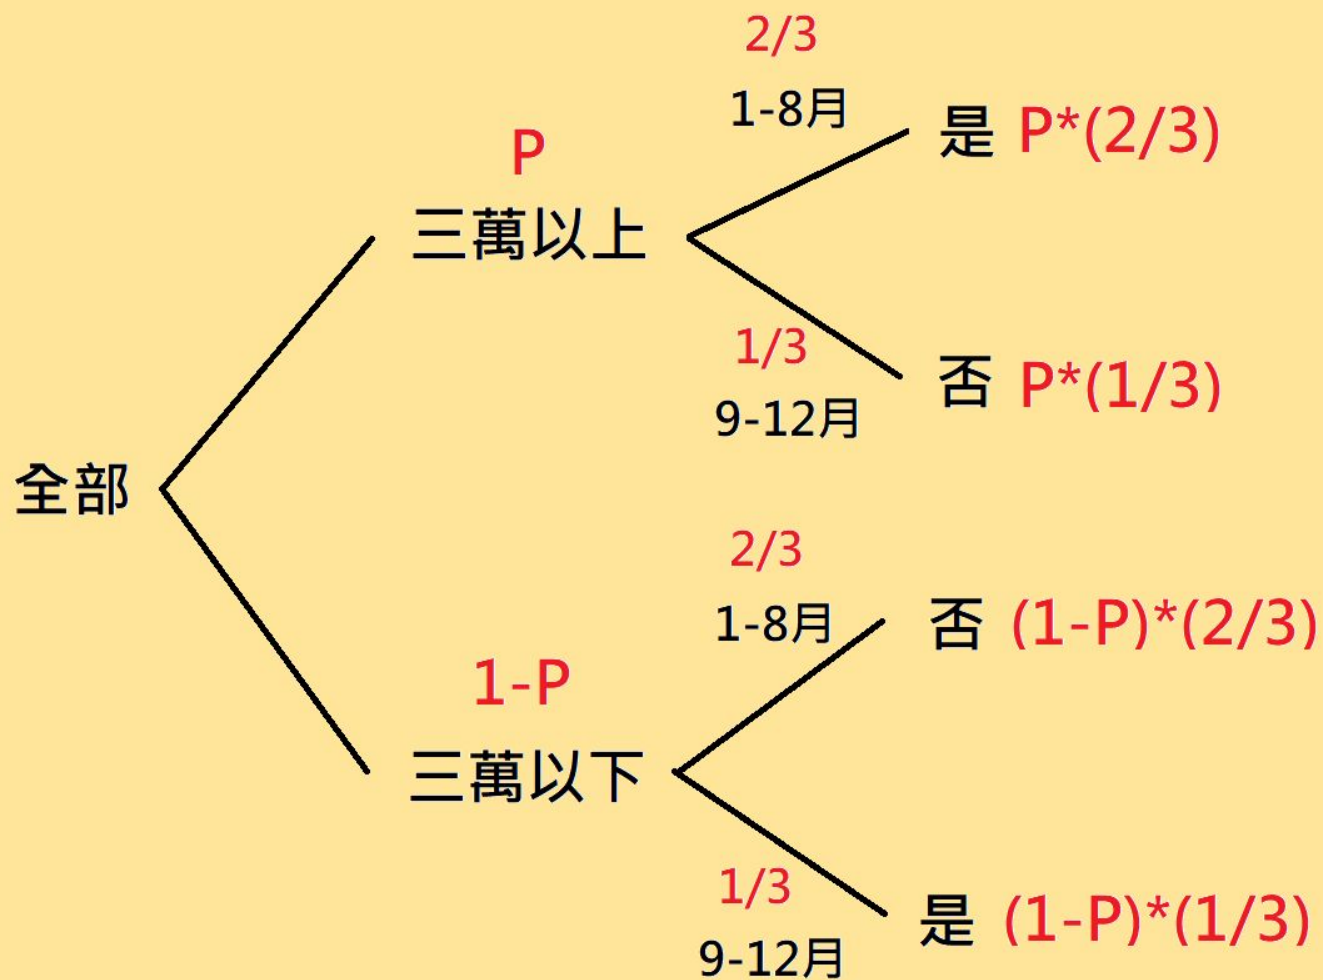 2/3
1-8月
是 P*(2/3)
P
三萬以上
1/3
9-12月
否 P*(1/3)
全部
2/3
1-8月
否 (1-P)*(2/3)
1-P
三萬以下
1/3
9-12月
是 (1-P)*(1/3)